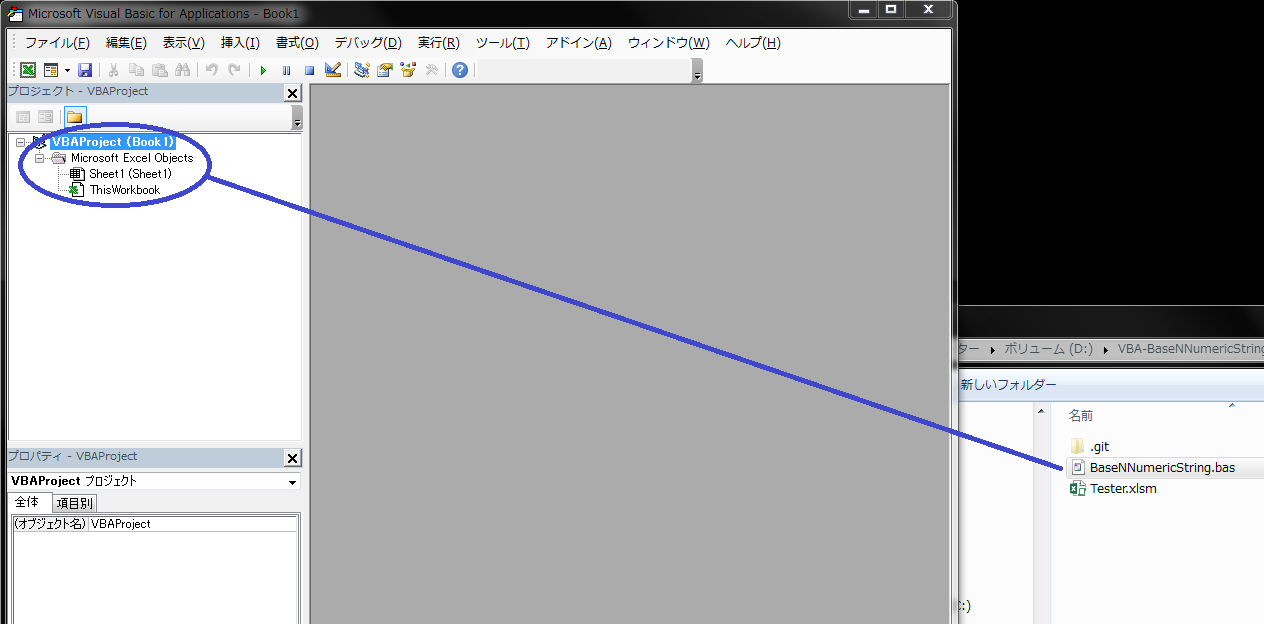 Microsoft Visual Basic for Applications - Book1
ファイル(F) 編集(E) 表示(V) 挿入(I) 書式(O) デバッグ(D) 実行(R) ツール(T) アドイン(A) ウィンドウ(W) ヘルプ(H)
プロジェクト - VBAProject
VBAProject (Book1)
Microsoft Excel Objects
Sheet1 (Sheet1)
ThisWorkbook
プロパティ - VBAProject
VBAProject プロジェクト
全体 項目別
(オブジェクト名) VBAProject
ター ▸ ボリューム (D:) ▸ VBA-BaseNNumericString
新しいフォルダー
名前
.git
BaseNNumericString.bas
Tester.xlsm
C:)